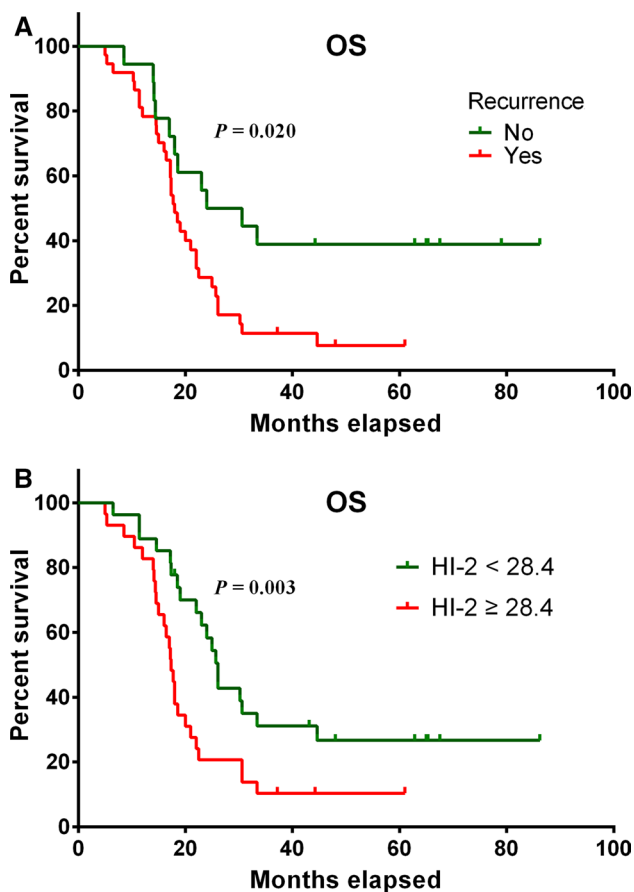 A
OS
100
80
60
40
20
0
Percent survival
P = 0.020
Recurrence
No
Yes
0 20 40 60 80 100
Months elapsed
B
OS
100
80
60
40
20
0
Percent survival
P = 0.003
HI-2 < 28.4
HI-2 ≥ 28.4
0 20 40 60 80 100
Months elapsed